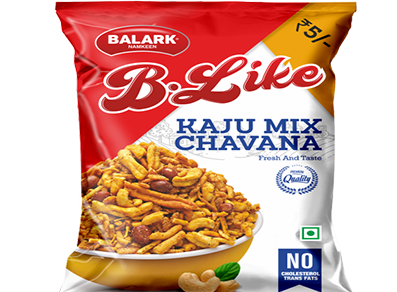 BALARK
NAMKEEN
₹5/-
B.Like
KAJU MIX
CHAVANA
Fresh And Taste
Quality
NO
CHOLESTEROL
TRANS FATS